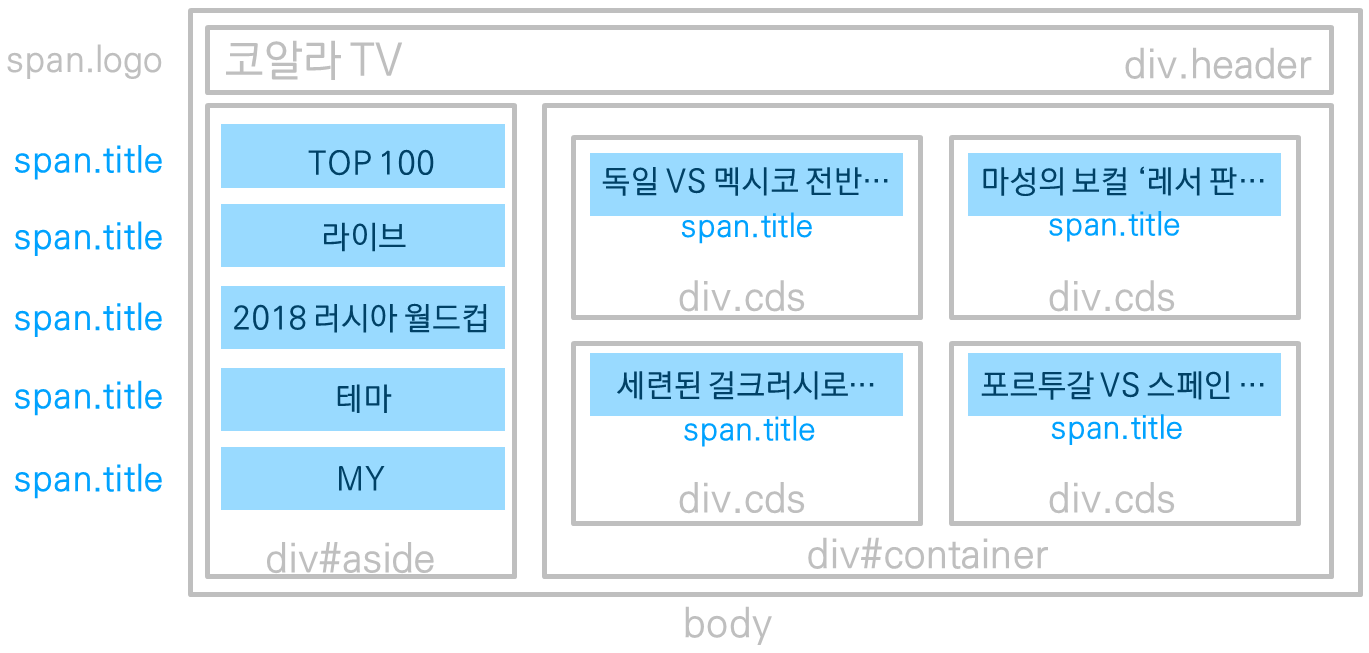 span.logo
코알라 TV
div.header
span.title
TOP 100
span.title
라이브
span.title
2018 러시아 월드컵
span.title
테마
span.title
MY
div#aside
독일 VS 멕시코 전반…
span.title
div.cds
마성의 보컬 ‘레서 판…
span.title
div.cds
세련된 걸크러시로…
span.title
div.cds
포르투갈 VS 스페인 …
span.title
div.cds
div#container
body